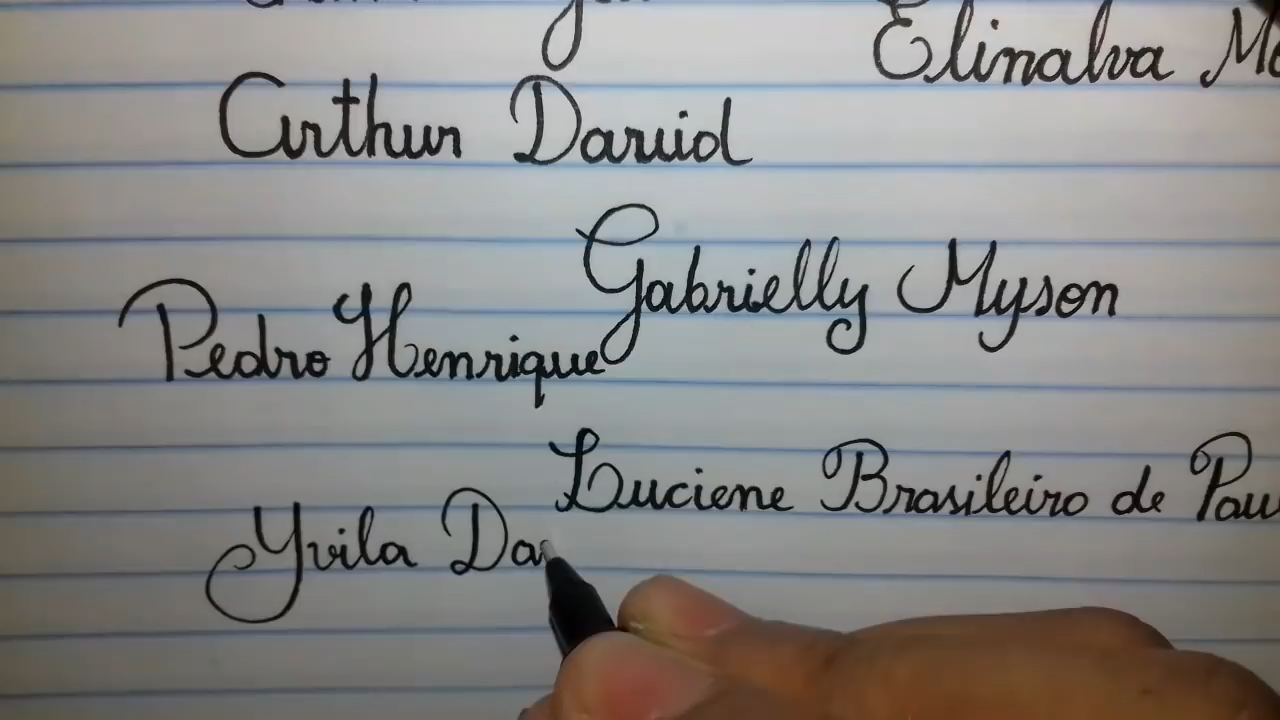 Elinalva
Arthur David
Gabrielly Myson
Pedro Henrique
Luciene Brasileiro de
Yvila